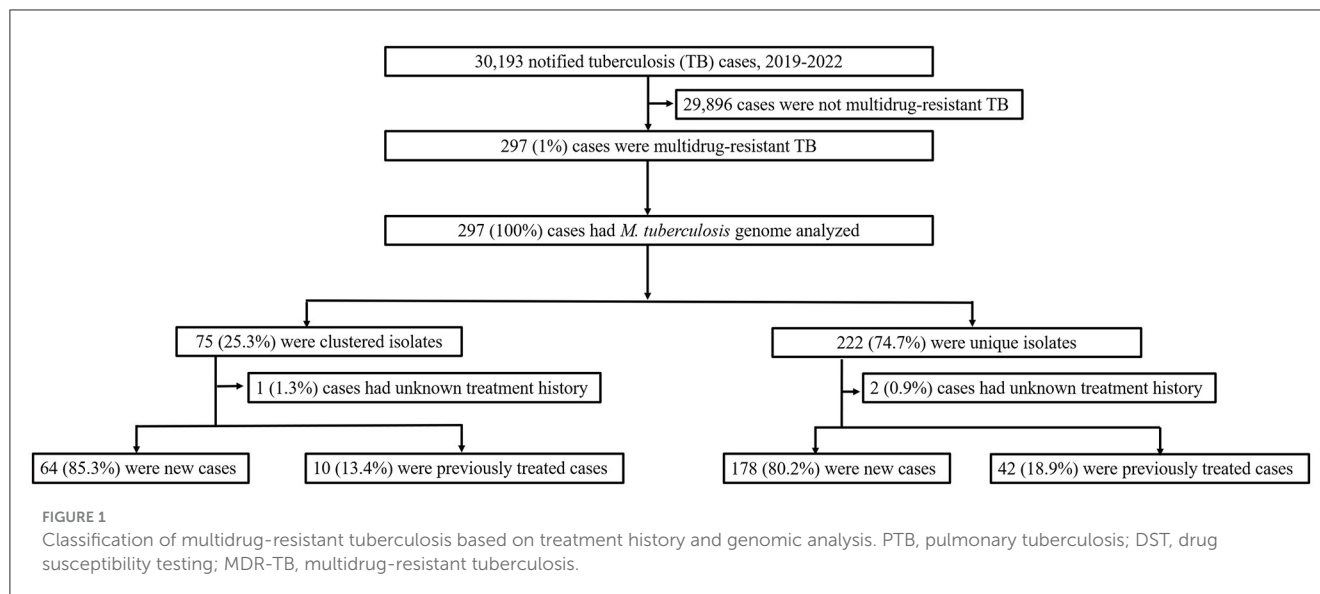 30,193 notified tuberculosis (TB) cases, 2019-2022
29,896 cases were not multidrug-resistant TB
297 (1%) cases were multidrug-resistant TB
297 (100%) cases had M. tuberculosis genome analyzed
75 (25.3%) were clustered isolates
222 (74.7%) were unique isolates
1 (1.3%) cases had unknown treatment history
2 (0.9%) cases had unknown treatment history
64 (85.3%) were new cases
10 (13.4%) were previously treated cases
178 (80.2%) were new cases
42 (18.9%) were previously treated cases
FIGURE 1
Classification of multidrug-resistant tuberculosis based on treatment history and genomic analysis. PTB, pulmonary tuberculosis; DST, drug
susceptibility testing; MDR-TB, multidrug-resistant tuberculosis.